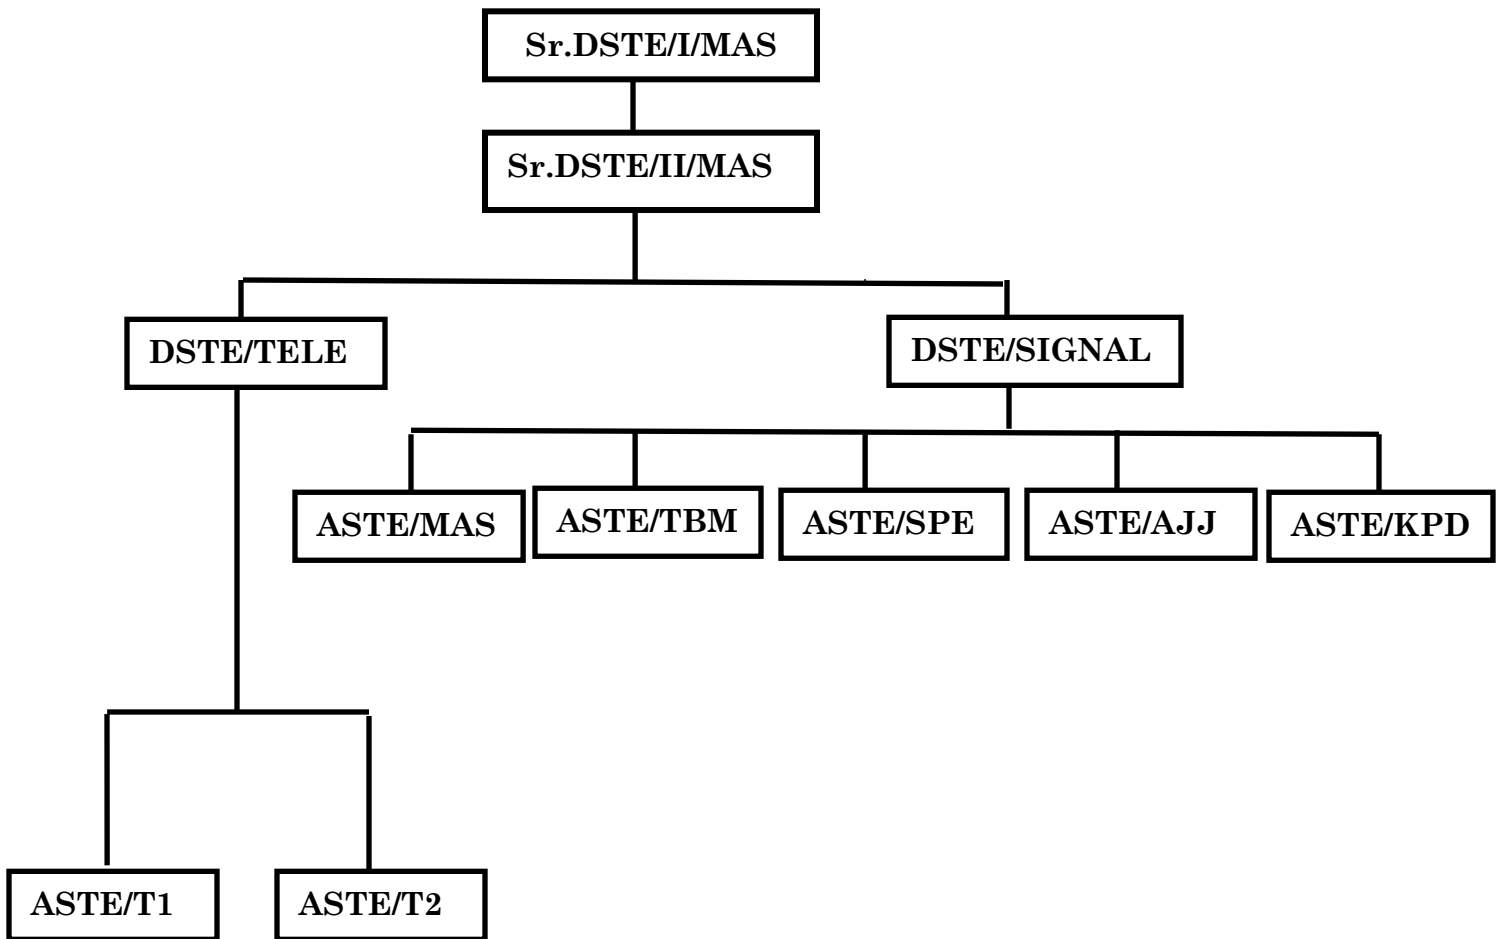 Sr.DSTE/I/MAS
Sr.DSTE/II/MAS
DSTE/TELE
DSTE/SIGNAL
ASTE/MAS
ASTE/TBM
ASTE/SPE
ASTE/AJJ
ASTE/KPD
ASTE/T1
ASTE/T2